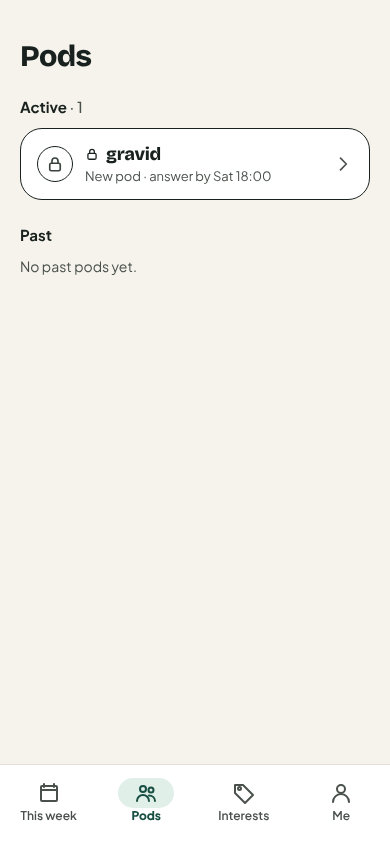 Pods
Active · 1
gravid
New pod · answer by Sat 18:00
Past
No past pods yet.
This week
Pods
Interests
Me